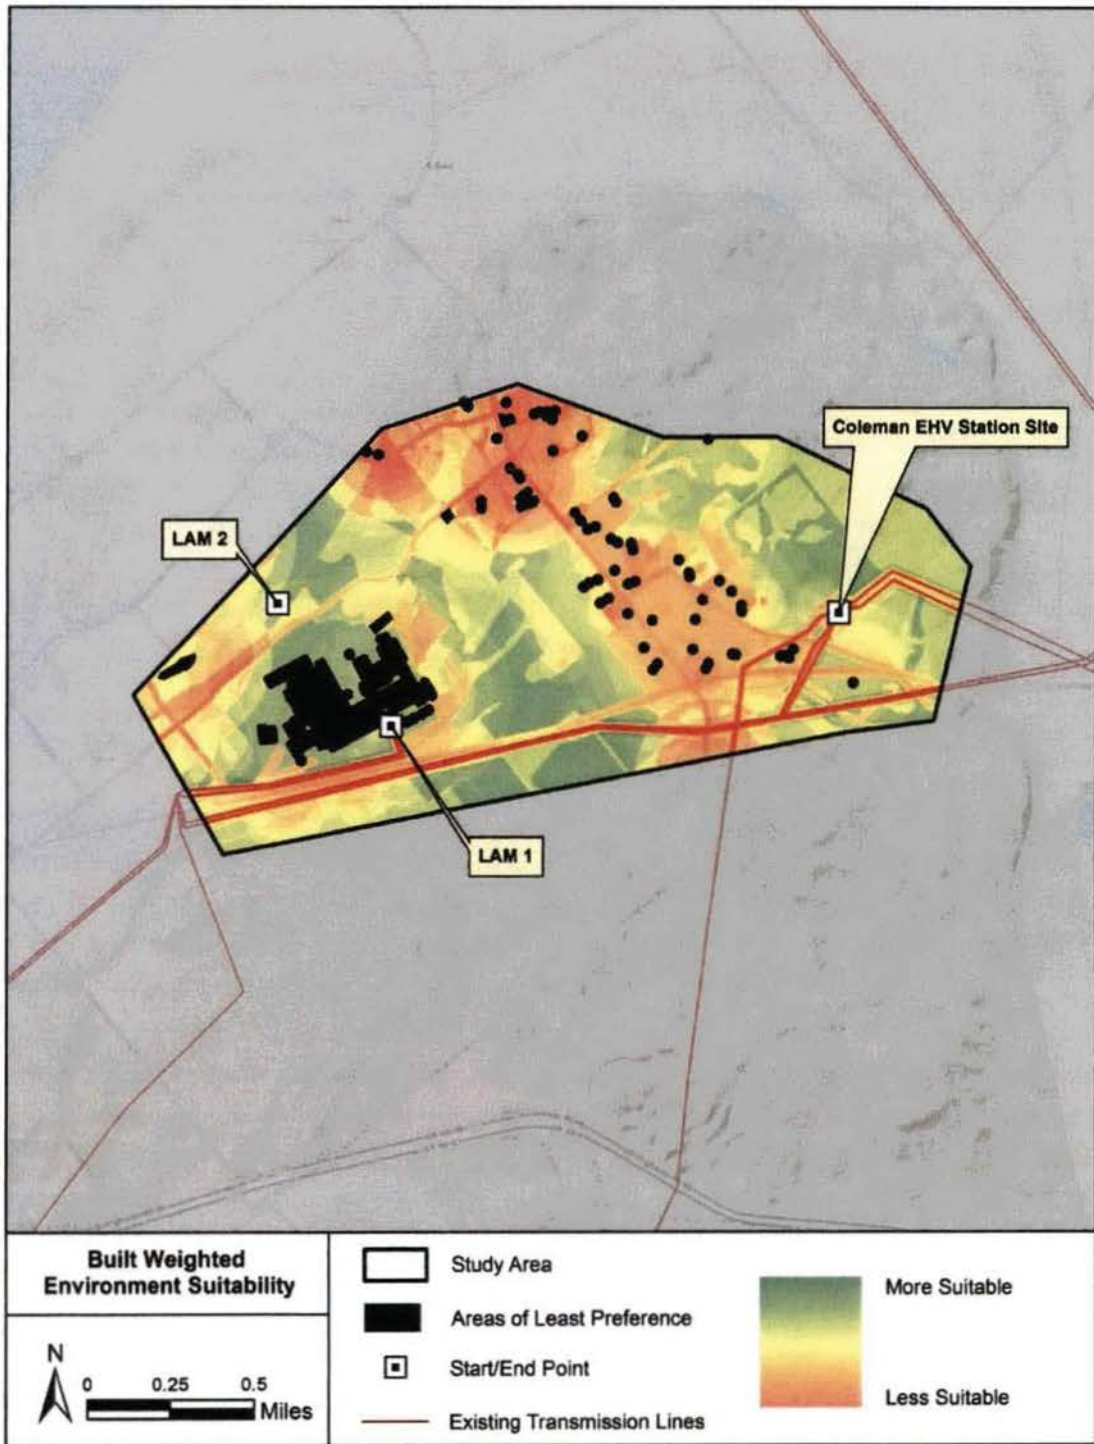 Coleman EHV Station Site
LAM 2
LAM 1
Built Weighted
Environment Suitability
N
0 0.25 0.5
Miles
Study Area
Areas of Least Preference
Start/End Point
Existing Transmission Lines
More Suitable
Less Suitable